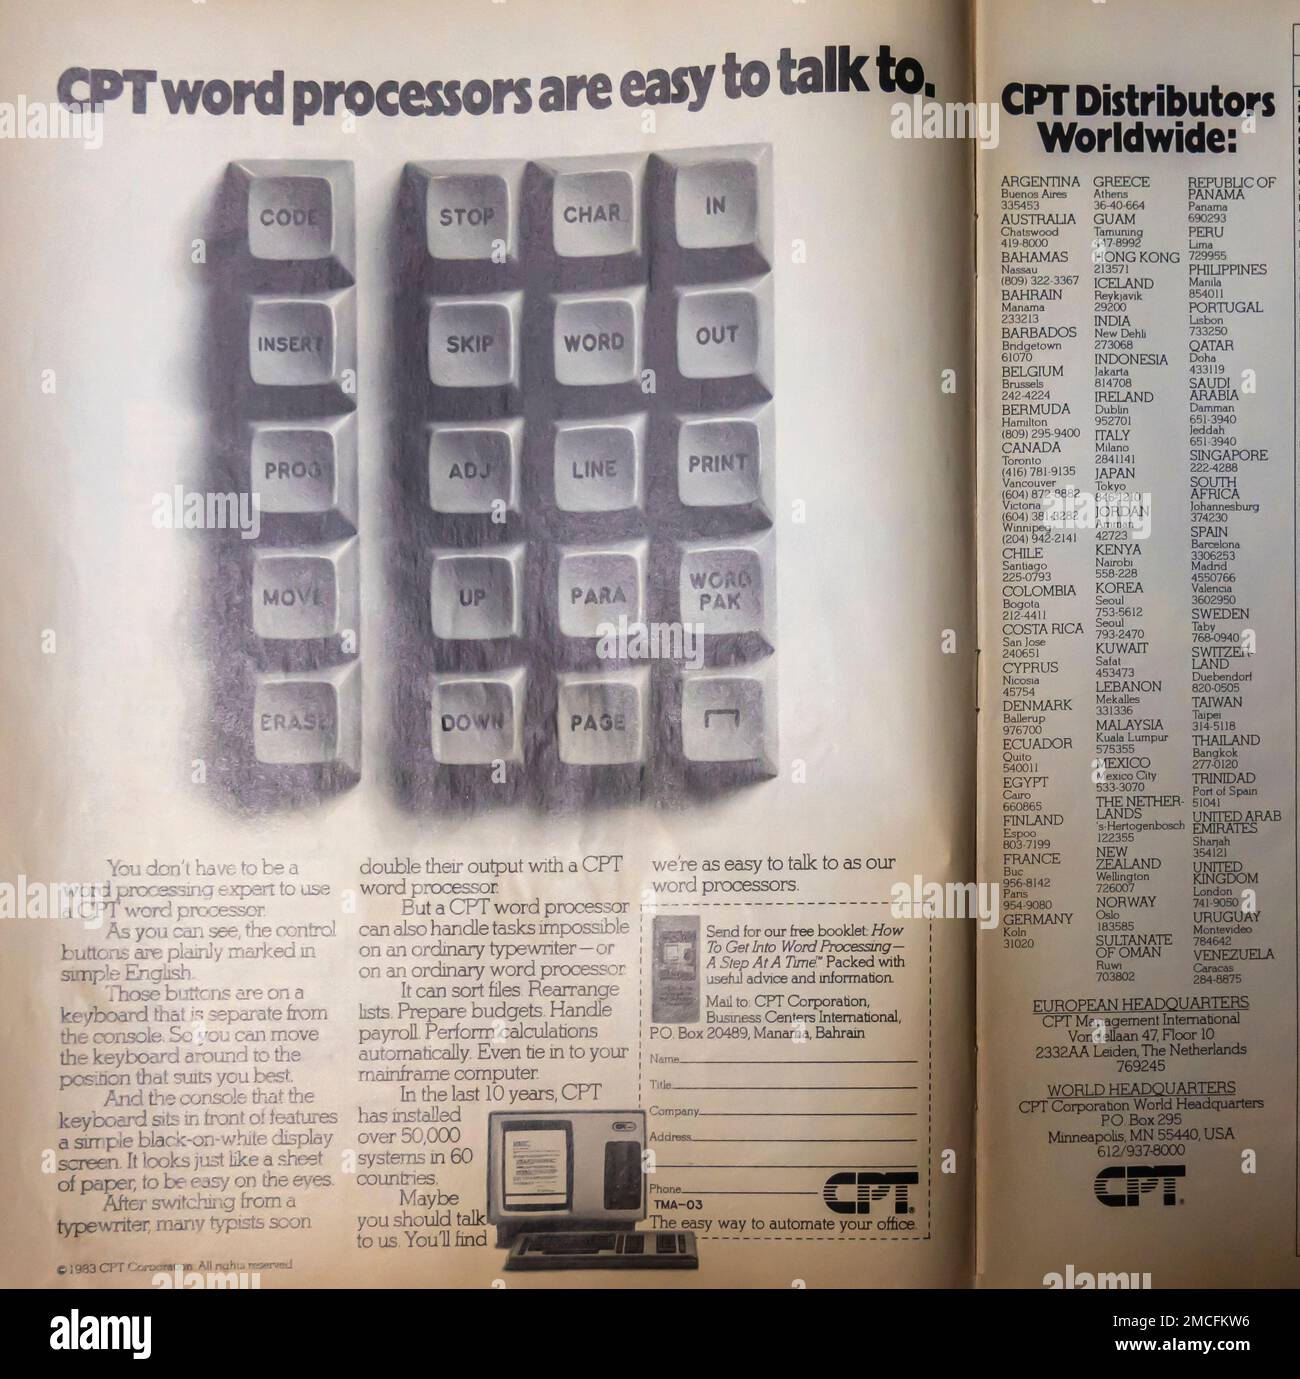 CPT word processors are easy to talk to.
CODE
STOP
CHAR
IN
INSERT
SKIP
WORD
OUT
PROG
ADJ
LINE
PRINT
MOVE
UP
PARA
WORD
PAK
ERASE
DOWN
PAGE
You don't have to be a
word processing expert to use
a CPT word processor.
As you can see, the control
buttons are plainly marked in
simple English.
Those buttons are on a
keyboard that is separate from
the console. So you can move
the keyboard around to the
position that suits you best.
And the console that the
keyboard sits in front of features
a simple black-on-white display
screen. It looks just like a sheet
of paper, to be easy on the eyes.
After switching from a
typewriter, many typists soon
© 1983 CPT Corporation. All rights reserved
double their output with a CPT
word processor.
But a CPT word processor
can also handle tasks impossible
on an ordinary typewriter—or
on an ordinary word processor.
It can sort files. Rearrange
lists. Prepare budgets. Handle
payroll. Perform calculations
automatically. Even tie in to your
mainframe computer.
In the last 10 years, CPT
has installed
over 50,000
systems in 60
countries.
Maybe
you should talk
to us. You'll find
we're as easy to talk to as our
word processors.
Send for our free booklet: How
To Get Into Word Processing—
A Step At A Time™ Packed with
useful advice and information.
Mail to: CPT Corporation,
Business Centers International,
P.O. Box 20489, Manama, Bahrain
Name
Title
Company
Address
Phone
TMA-03
CPT®
The easy way to automate your office.
CPT Distributors
Worldwide:
ARGENTINA
Buenos Aires
335453
AUSTRALIA
Chatswood
419-8000
BAHAMAS
Nassau
(809) 322-3367
BAHRAIN
Manama
233213
BARBADOS
Bridgetown
61070
BELGIUM
Brussels
242-4224
BERMUDA
Hamilton
(809) 295-9400
CANADA
Toronto
(416) 781-9135
Vancouver
(604) 872-8882
Victoria
(604) 381-3282
Winnipeg
(204) 942-2141
CHILE
Santiago
225-0793
COLOMBIA
Bogota
212-4411
COSTA RICA
San Jose
240651
CYPRUS
Nicosia
45754
DENMARK
Ballerup
976700
ECUADOR
Quito
540011
EGYPT
Cairo
660865
FINLAND
Espoo
803-7199
FRANCE
Buc
956-8142
Paris
954-9080
GERMANY
Koln
31020
GREECE
Athens
36-40-664
GUAM
Tamuning
447-8992
HONG KONG
213571
ICELAND
Reykjavik
29200
INDIA
New Dehli
273068
INDONESIA
Jakarta
814708
IRELAND
Dublin
952701
ITALY
Milano
2841141
JAPAN
Tokyo
846-1210
JORDAN
Amman
42723
KENYA
Nairobi
558-228
KOREA
Seoul
753-5612
Seoul
793-2470
KUWAIT
Safat
453473
LEBANON
Mekalles
331336
MALAYSIA
Kuala Lumpur
575355
MEXICO
Mexico City
533-3070
THE NETHER-
LANDS
's-Hertogenbosch
122355
NEW
ZEALAND
Wellington
726007
NORWAY
Oslo
183585
SULTANATE
OF OMAN
Ruwi
703802
REPUBLIC OF
PANAMA
Panama
690293
PERU
Lima
729955
PHILIPPINES
Manila
854011
PORTUGAL
Lisbon
733250
QATAR
Doha
433119
SAUDI
ARABIA
Damman
651-3940
Jeddah
651-3940
SINGAPORE
222-4288
SOUTH
AFRICA
Johannesburg
374230
SPAIN
Barcelona
3306253
Madrid
4550766
Valencia
3602950
SWEDEN
Taby
768-0940
SWITZER-
LAND
Duebendorf
820-0505
TAIWAN
Taipei
314-5118
THAILAND
Bangkok
277-0120
TRINIDAD
Port of Spain
51041
UNITED ARAB
EMIRATES
Sharjah
354121
UNITED
KINGDOM
London
741-9050
URUGUAY
Montevideo
784642
VENEZUELA
Caracas
284-8875
EUROPEAN HEADQUARTERS
CPT Management International
47, Floor 10
2332AA Leiden, The Netherlands
769245
WORLD HEADQUARTERS
CPT Corporation World Headquarters
P.O. Box 295
Minneapolis, MN 55440, USA
612/937-8000
CPT®
alamy
Image ID: 2MCFKW6
www.alamy.com